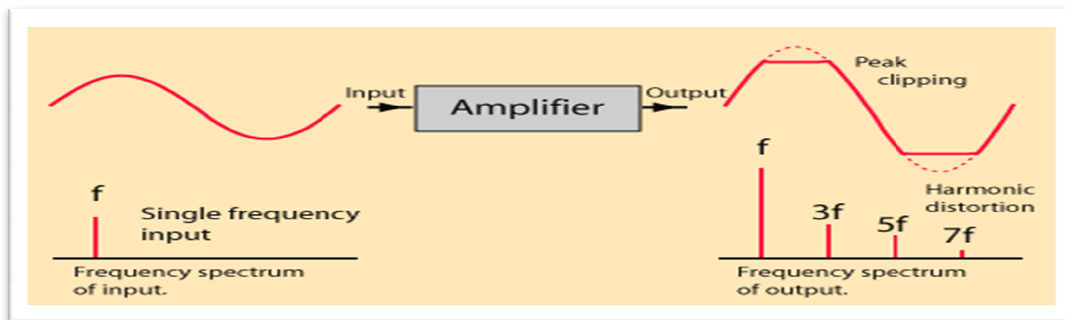 Input
Amplifier
Output
Peak
clipping
f
Single frequency
input
Frequency spectrum
of input.
f
3f
5f
7f
Harmonic
distortion
Frequency spectrum
of output.